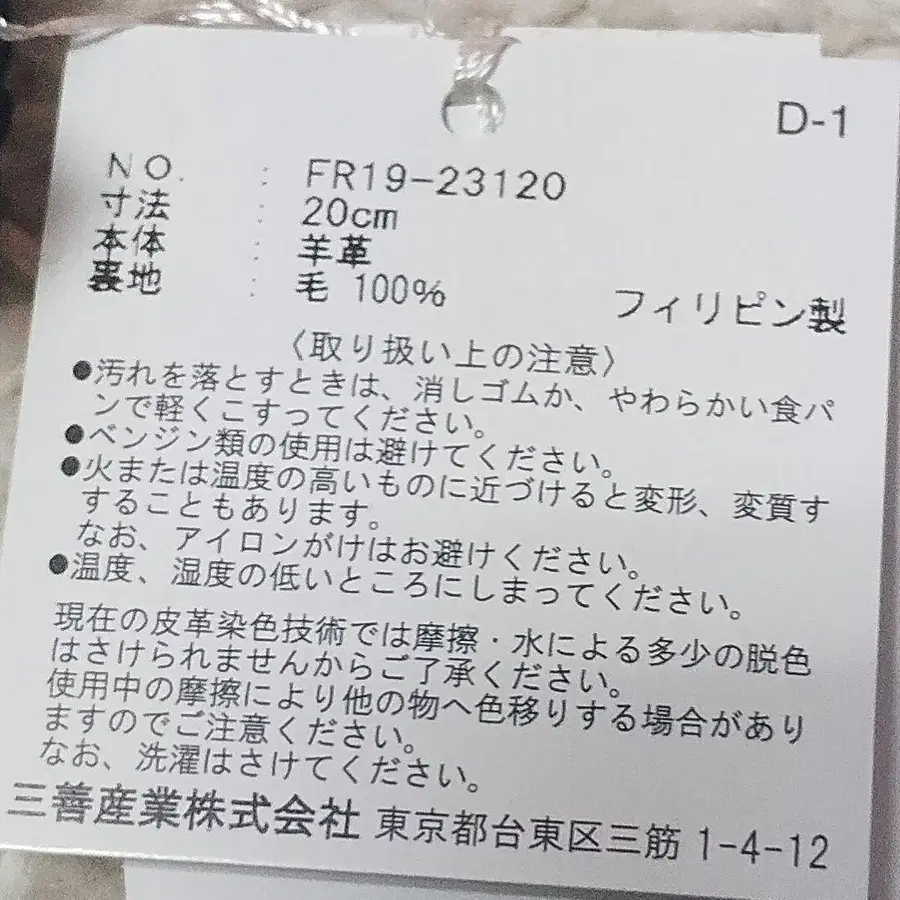 D-1
NO. : FR19-23120
寸法 : 20cm
本体 : 羊革
裏地 : 毛 100%
フィリピン製
〈取り扱い上の注意〉
●汚れを落とすときは、消しゴムか、やわらかい食パ
ンで軽くこすってください。
●ベンジン類の使用は避けてください。
●火または温度の高いものに近づけると変形、変質す
することもあります。
なお、アイロンがけはお避けください。
●温度、湿度の低いところにしまってください。
現在の皮革染色技術では摩擦・水による多少の脱色
はさけられませんからご了承ください。
使用中の摩擦により他の物へ色移りする場合があり
ますのでご注意ください。
なお、洗濯はさけてください。
三善産業株式会社 東京都台東区三筋 1-4-12